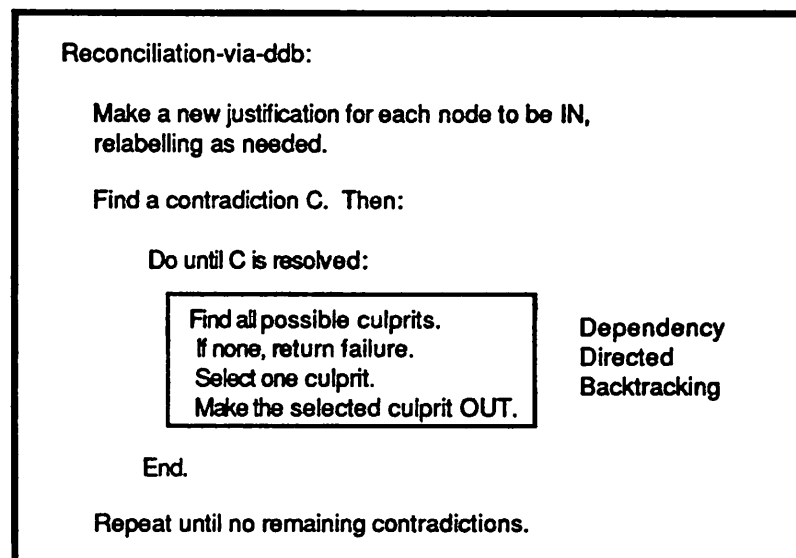 Reconciliation-via-ddb:
Make a new justification for each node to be IN,
relabelling as needed.
Find a contradiction C. Then:
Do until C is resolved:
Find all possible culprits.
If none, return failure.
Select one culprit.
Make the selected culprit OUT.
Dependency
Directed
Backtracking
End.
Repeat until no remaining contradictions.